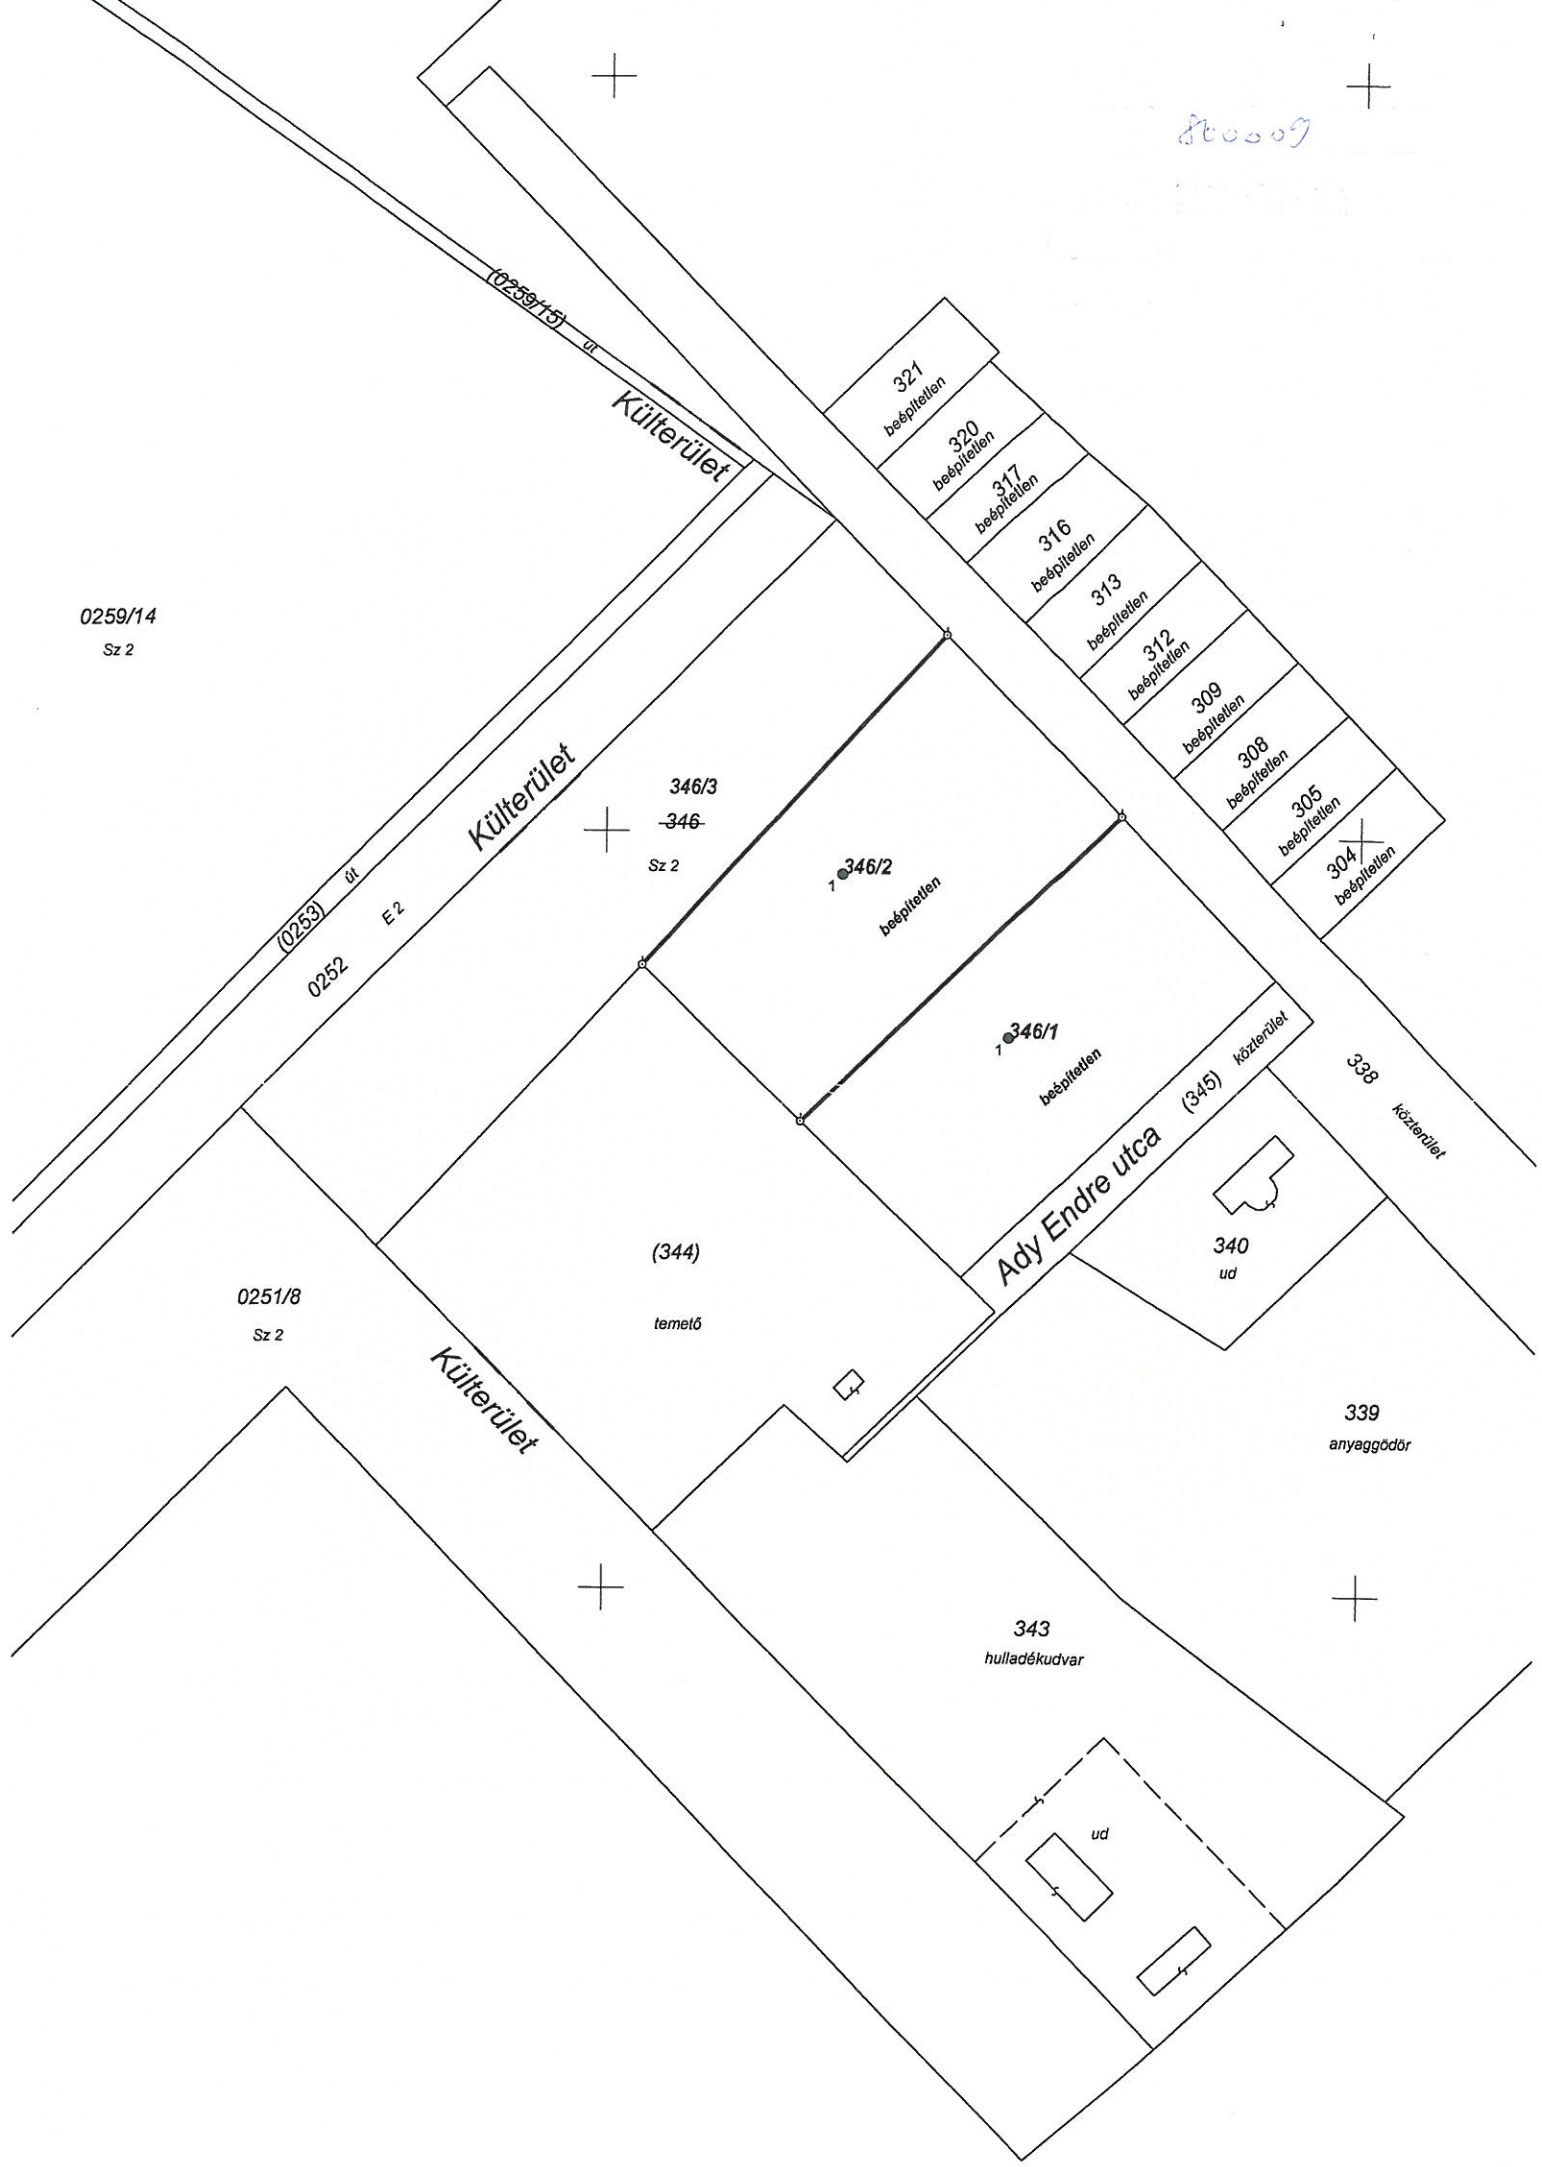 800009
(0259/15)
út
Külterület
321
beépítetlen
320
beépítetlen
317
beépítetlen
316
beépítetlen
313
beépítetlen
312
beépítetlen
309
beépítetlen
308
beépítetlen
305
beépítetlen
304
beépítetlen
0259/14
Sz 2
Külterület
346/3
346
Sz 2
346/2
1
beépítetlen
út
(0253)
E 2
0252
346/1
1
beépítetlen
(345)
közterület
338
közterület
Ady Endre utca
340
ud
(344)
temető
0251/8
Sz 2
Külterület
339
anyaggödör
343
hulladékudvar
ud